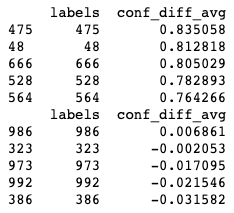 labels conf_diff_avg
475 475 0.835058
48 48 0.812818
666 666 0.805029
528 528 0.782893
564 564 0.764266
labels conf_diff_avg
986 986 0.006861
323 323 -0.002053
973 973 -0.017095
992 992 -0.021546
386 386 -0.031582